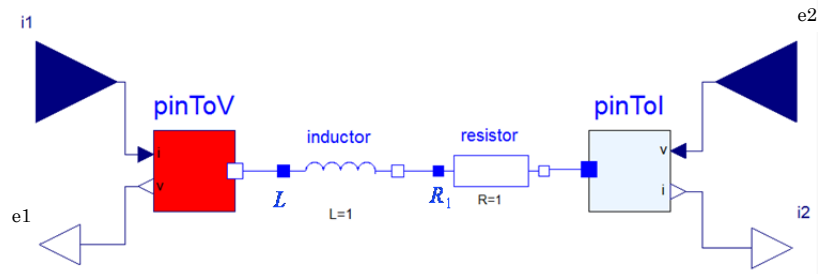 i1
e2
pinToV
pinToI
inductor
resistor
i
v
v
i
L
R1
L=1
R=1
e1
i2